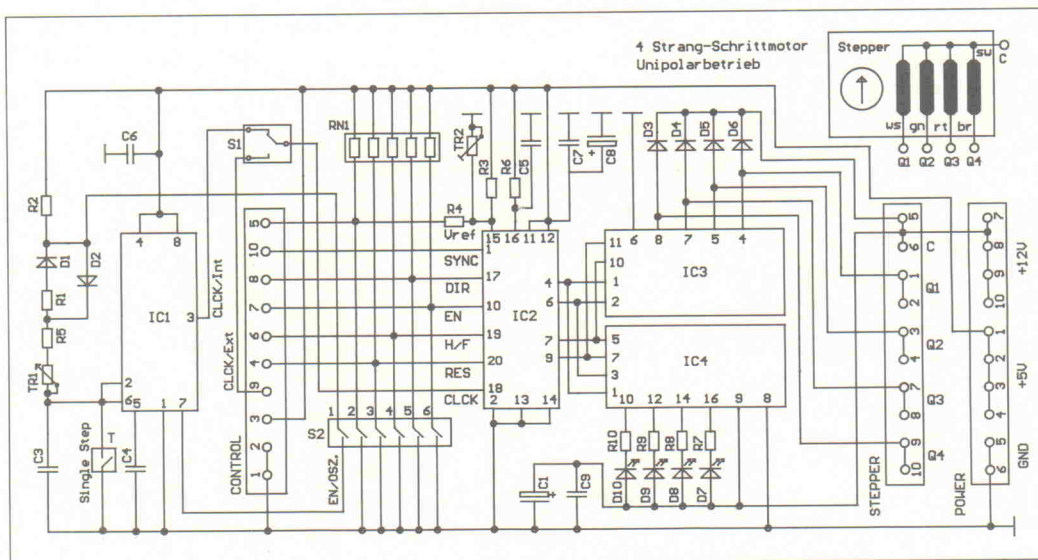 4 Strang-Schrittmotor
Unipolarbetrieb
Stepper
sw
C
ws gn rt br
Q1 Q2 Q3 Q4
C6
S1
RN1
TR2
R3
R6
C5
C7
C8
D3
D4
D5
D6
R2
D1
D2
R1
R5
TR1
4 8
IC1
3
2
6
5 1 7
CLCK/Int
CLCK/Ext
5
10
8
7
6
4
9
3
2
1
CONTROL
R4
Vref
15 16 11 12
1
SYNC
17
DIR
10
EN
19
H/F
20
RES
18
CLCK
2 13 14
IC2
4
6
7
9
11
10
1
2
6 8 7 5 4
IC3
5
7
3
1
IC4
10 12 14 16 9 8
R10
R9
R8
R7
D10
D9
D8
D7
1 2 3 4 5 6
S2
EN/OSZ.
C3
Single Step
T
C4
C1
C9
5
6
C
1
Q1
2
3
Q2
4
7
Q3
8
9
Q4
10
STEPPER
7
8
9
10
+12V
1
2
3
4
+5V
5
6
GND
POWER